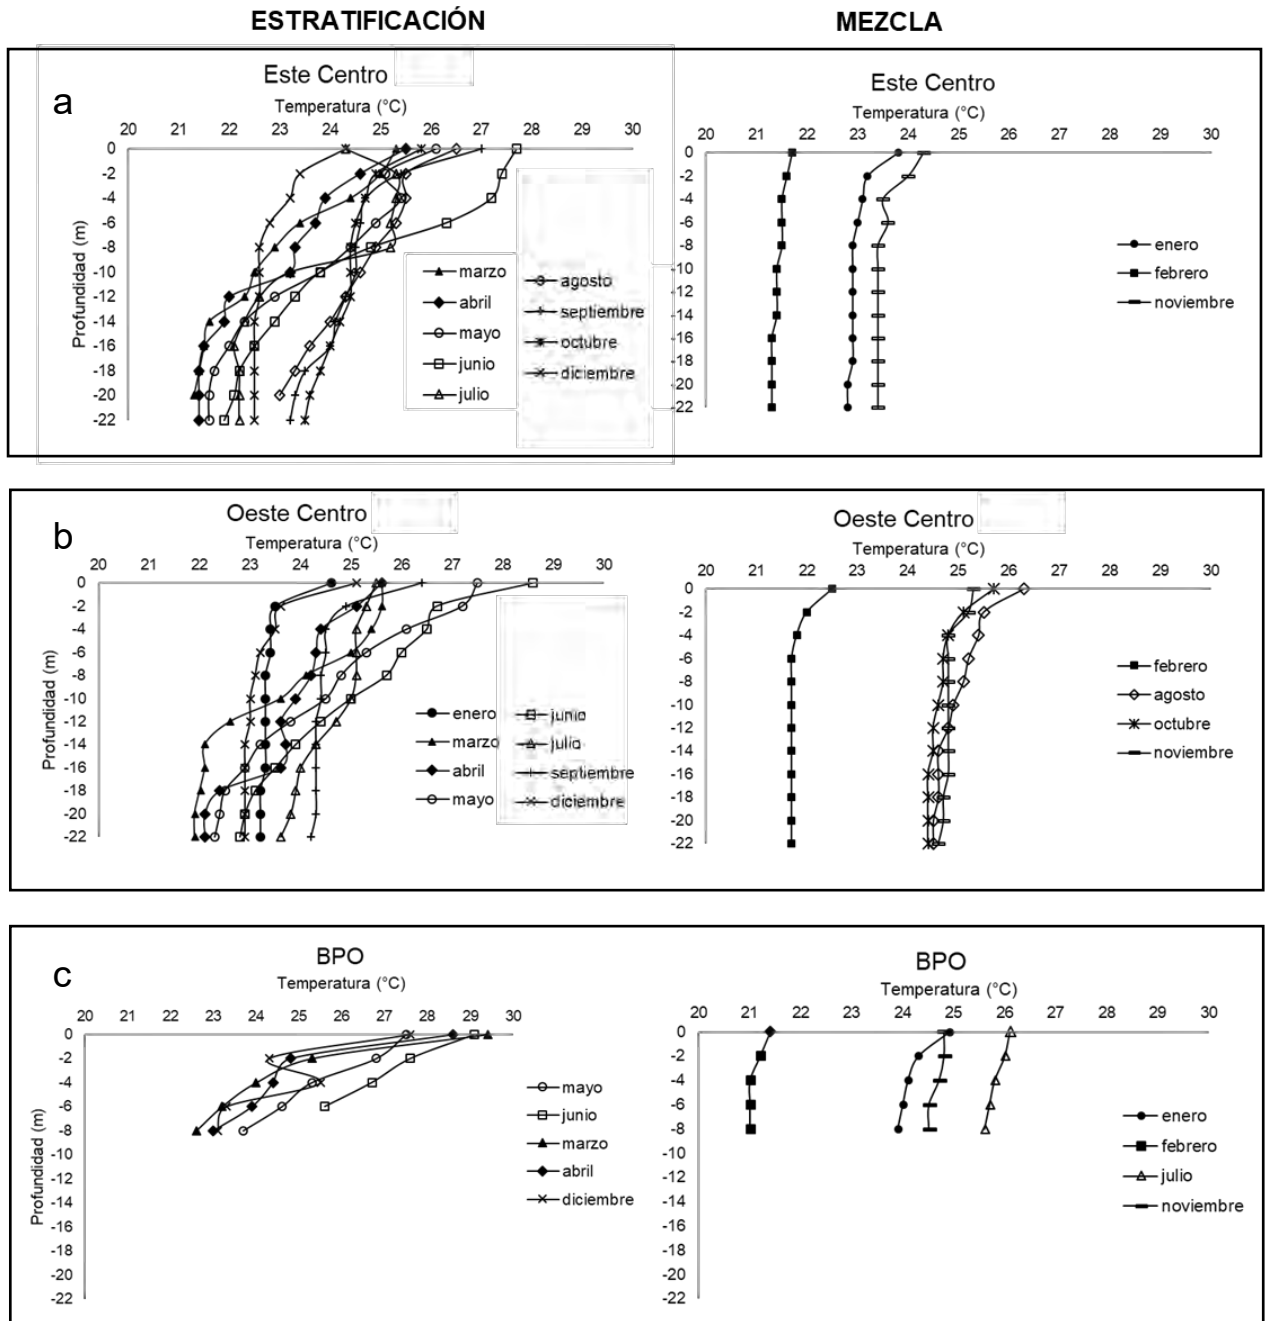 ESTRATIFICACIÓN
MEZCLA
a
Este Centro
Temperatura (°C)
20 21 22 23 24 25 26 27 28 29 30
Profundidad (m)
0
-2
-4
-6
-8
-10
-12
-14
-16
-18
-20
-22
marzo
abril
mayo
junio
julio
agosto
septiembre
octubre
diciembre
Este Centro
Temperatura (°C)
20 21 22 23 24 25 26 27 28 29 30
0
-2
-4
-6
-8
-10
-12
-14
-16
-18
-20
-22
enero
febrero
noviembre
b
Oeste Centro
Temperatura (°C)
20 21 22 23 24 25 26 27 28 29 30
Profundidad (m)
0
-2
-4
-6
-8
-10
-12
-14
-16
-18
-20
-22
enero
marzo
abril
mayo
junio
julio
septiembre
diciembre
Oeste Centro
Temperatura (°C)
20 21 22 23 24 25 26 27 28 29 30
0
-2
-4
-6
-8
-10
-12
-14
-16
-18
-20
-22
febrero
agosto
octubre
noviembre
c
BPO
Temperatura (°C)
20 21 22 23 24 25 26 27 28 29 30
Profundidad (m)
0
-2
-4
-6
-8
-10
-12
-14
-16
-18
-20
-22
mayo
junio
marzo
abril
diciembre
BPO
Temperatura (°C)
20 21 22 23 24 25 26 27 28 29 30
0
-2
-4
-6
-8
-10
-12
-14
-16
-18
-20
-22
enero
febrero
julio
noviembre